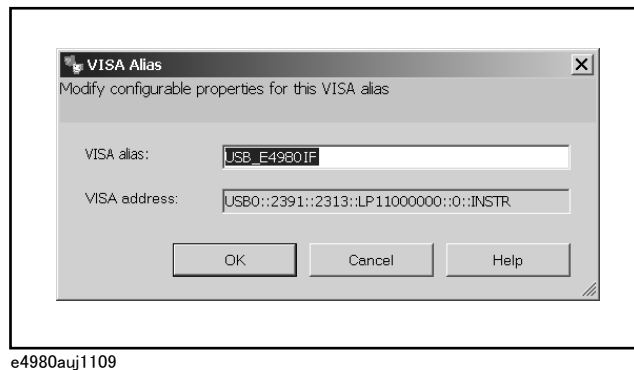 VISA Alias
Modify configurable properties for this VISA alias
VISA alias: USB_E4980IF
VISA address: USB0::2391::2313::LP11000000::0::INSTR
OK Cancel Help
e4980auj1109